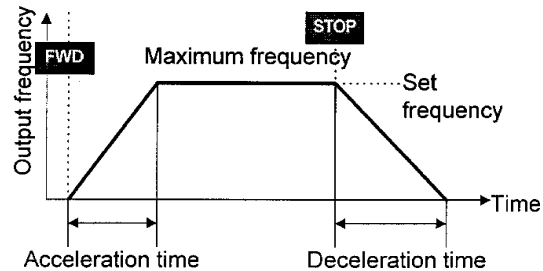 STOP
FWD
Maximum frequency
Output frequency
Set
frequency
Time
Acceleration time
Deceleration time